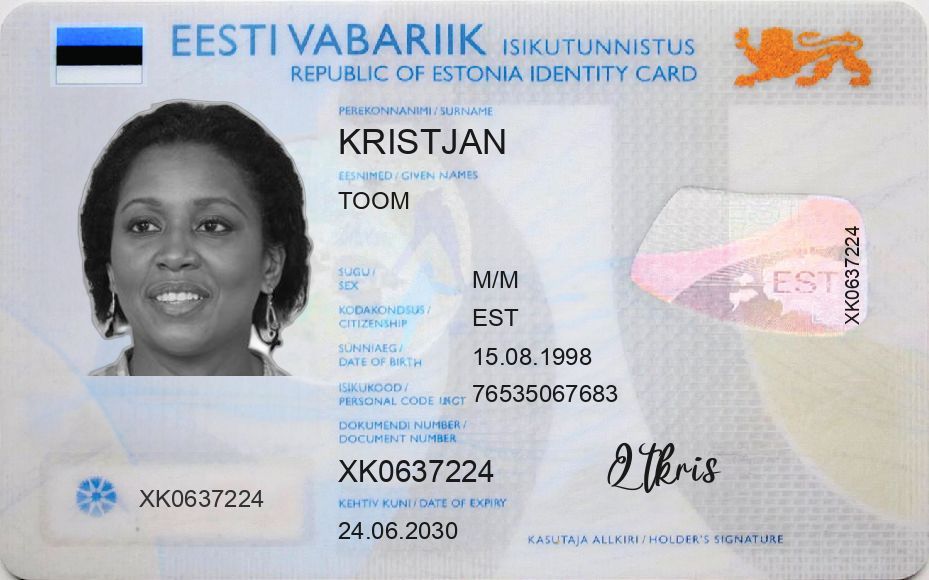 EESTI VABARIIK ISIKUTUNNISTUS
REPUBLIC OF ESTONIA IDENTITY CARD
PEREKONNANIMI / SURNAME
KRISTJAN
EESNIMED / GIVEN NAMES
TOOM
SUGU / SEX
M/M
KODAKONDSUS / CITIZENSHIP
EST
SÜNNIAEG / DATE OF BIRTH
15.08.1998
ISIKUKOOD / PERSONAL CODE
76535067683
DOKUMENDI NUMBER / DOCUMENT NUMBER
XK0637224
KEHTIV KUNI / DATE OF EXPIRY
24.06.2030
XK0637224
EST
XK0637224
KASUTAJA ALLKIRI / HOLDER'S SIGNATURE